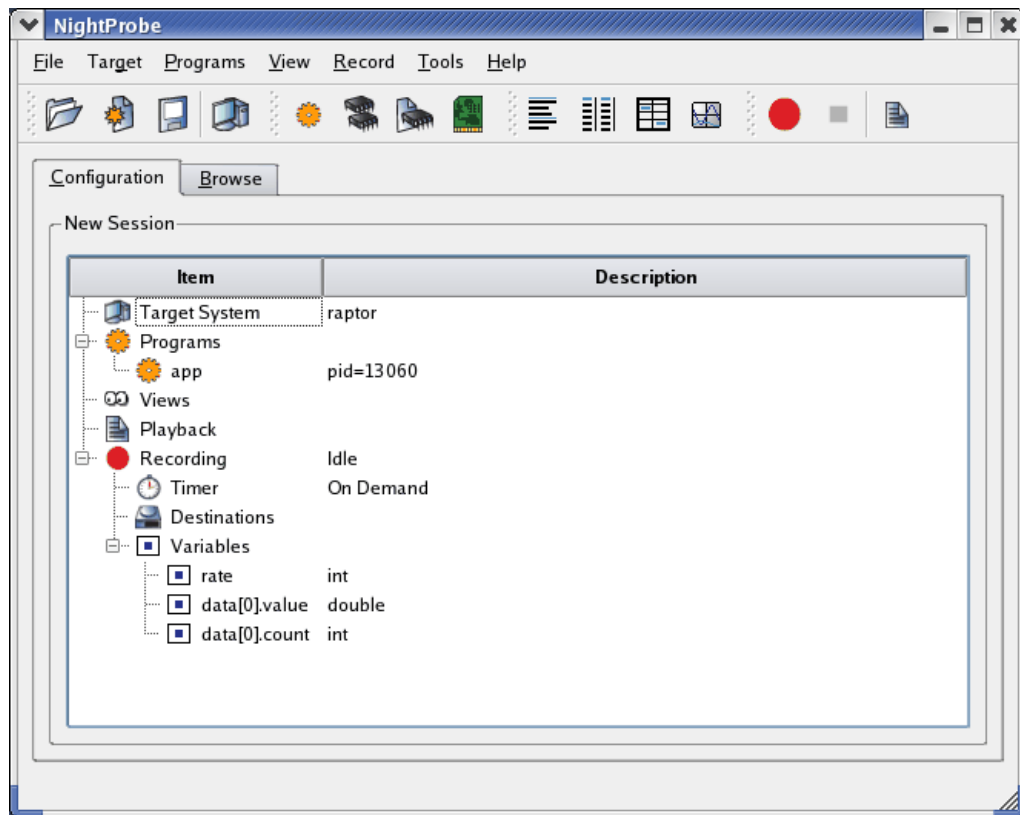 NightProbe
File Target Programs View Record Tools Help
Configuration Browse
New Session
Item Description
Target System raptor
Programs
app pid=13060
Views
Playback
Recording Idle
Timer On Demand
Destinations
Variables
rate int
data[0].value double
data[0].count int